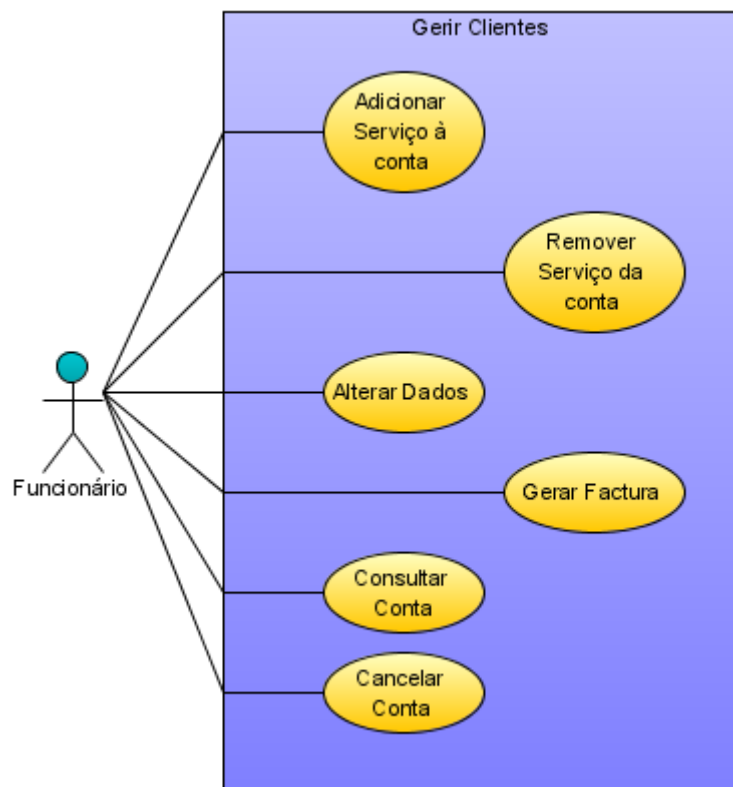 Gerir Clientes
Adicionar
Serviço à
conta
Remover
Serviço da
conta
Alterar Dados
Funcionário
Gerar Factura
Consultar
Conta
Cancelar
Conta